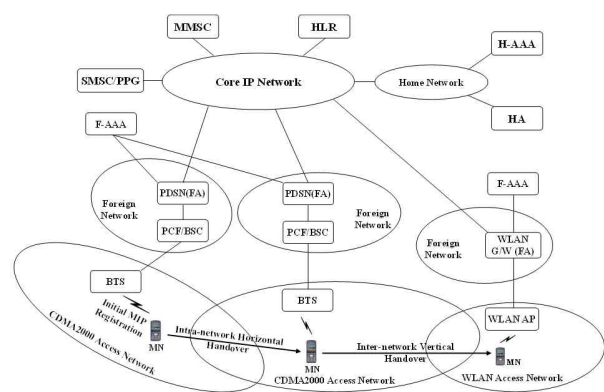 MMSC
HLR
H-AAA
Core IP Network
Home Network
SMSC/PPG
HA
F-AAA
F-AAA
PDSN(FA)
PDSN(FA)
Foreign
Network
Foreign
Network
PCF/BSC
PCF/BSC
Foreign
Network
WLAN
G/W (FA)
BTS
BTS
WLAN AP
Initial MIP
Registration
MN
Intra-network Horizontal
Handover
MN
Inter-network Vertical
Handover
MN
CDMA2000 Access Network
CDMA2000 Access Network
WLAN Access Network